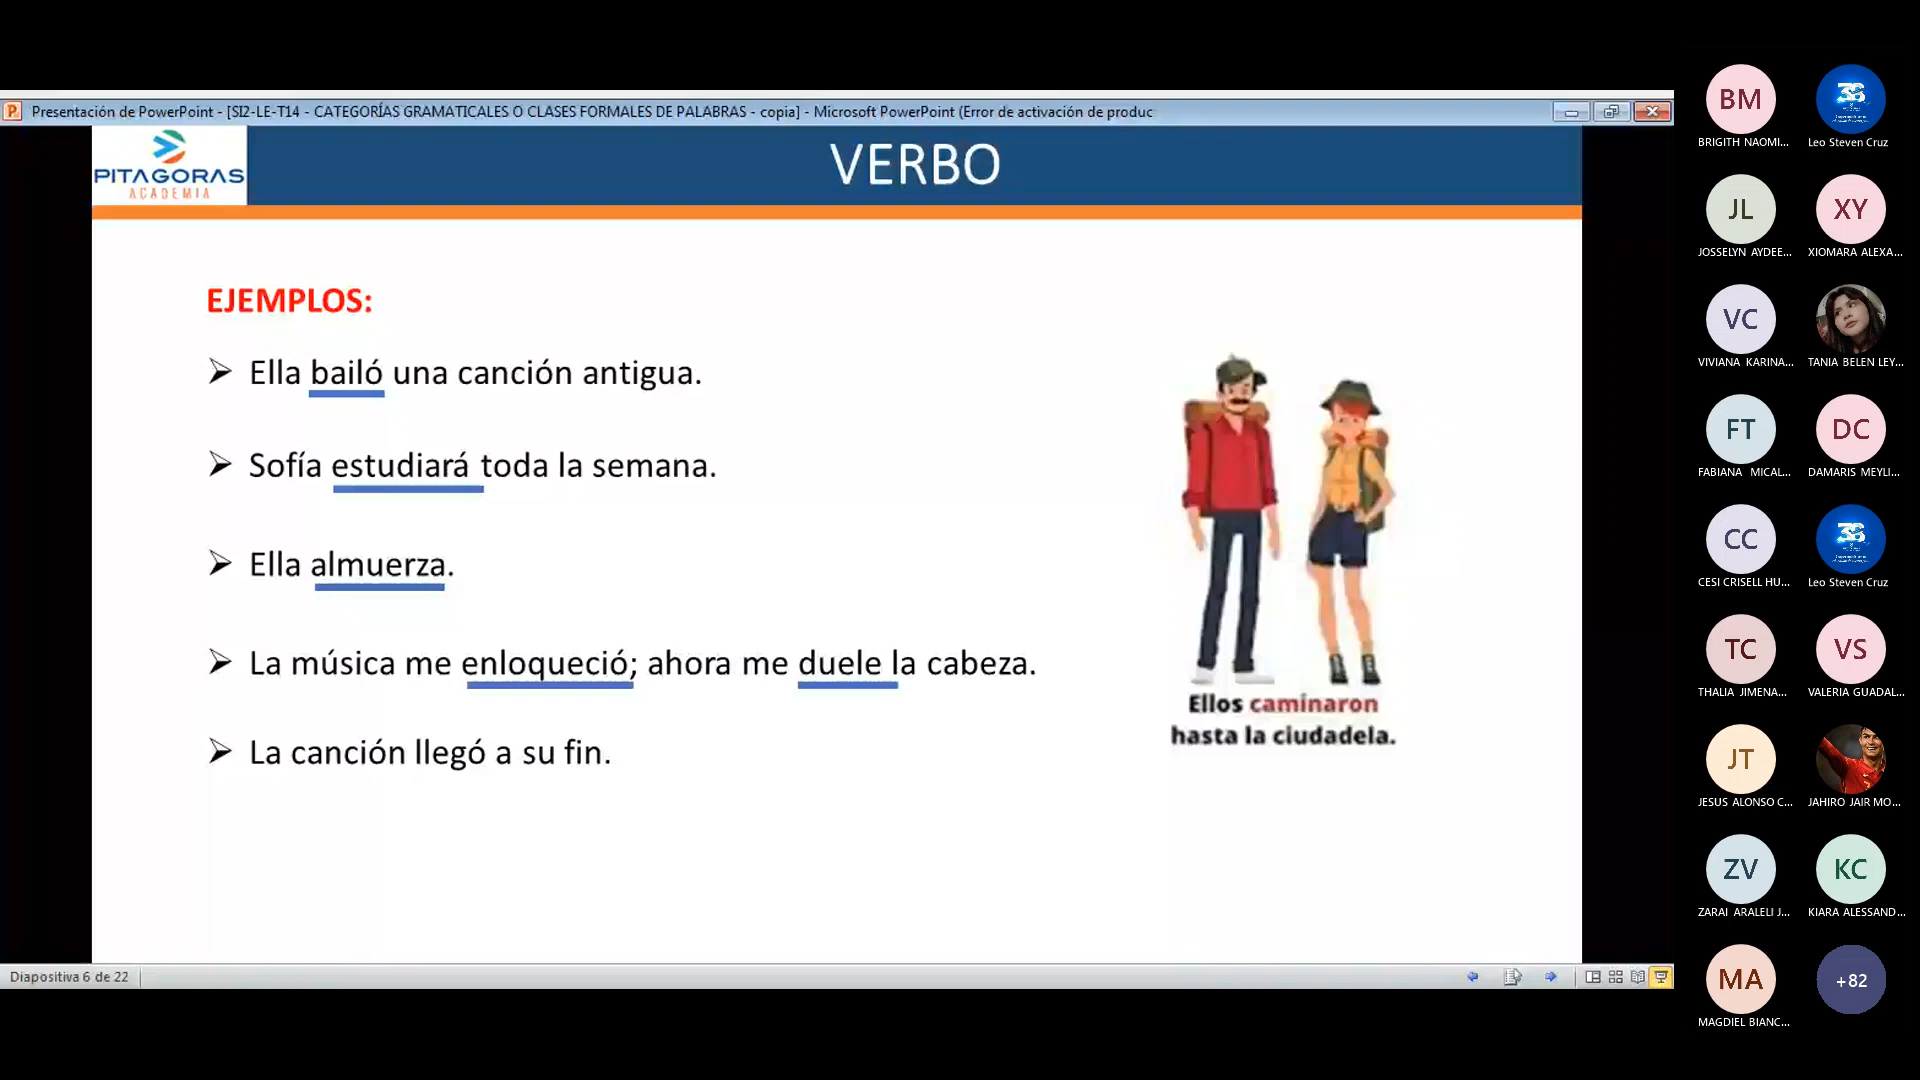 Presentación de PowerPoint - [SI2-LE-T14 - CATEGORÍAS GRAMATICALES O CLASES FORMALES DE PALABRAS - copia] - Microsoft PowerPoint (Error de activación de produc
PITAGORAS
ACADEMIA
VERBO
EJEMPLOS:
Ella bailó una canción antigua.
Sofía estudiará toda la semana.
Ella almuerza.
La música me enloqueció; ahora me duele la cabeza.
La canción llegó a su fin.
Ellos caminaron
hasta la ciudadela.
Diapositiva 6 de 22
BM
BRIGITH NAOMI...
Leo Steven Cruz
JL
XY
JOSSELYN AYDEE...
XIOMARA ALEXA...
VC
VIVIANA KARINA...
TANIA BELEN LEY...
FT
DC
FABIANA MICAL...
DAMARIS MEYLI...
CC
CESI CRISELL HU...
Leo Steven Cruz
TC
VS
THALIA JIMENA...
VALERIA GUADAL...
JT
JESUS ALONSO C...
JAHIRO JAIR MO...
ZV
KC
ZARAI ARALELI J...
KIARA ALESSAND...
MA
+82
MAGDIEL BIANC...